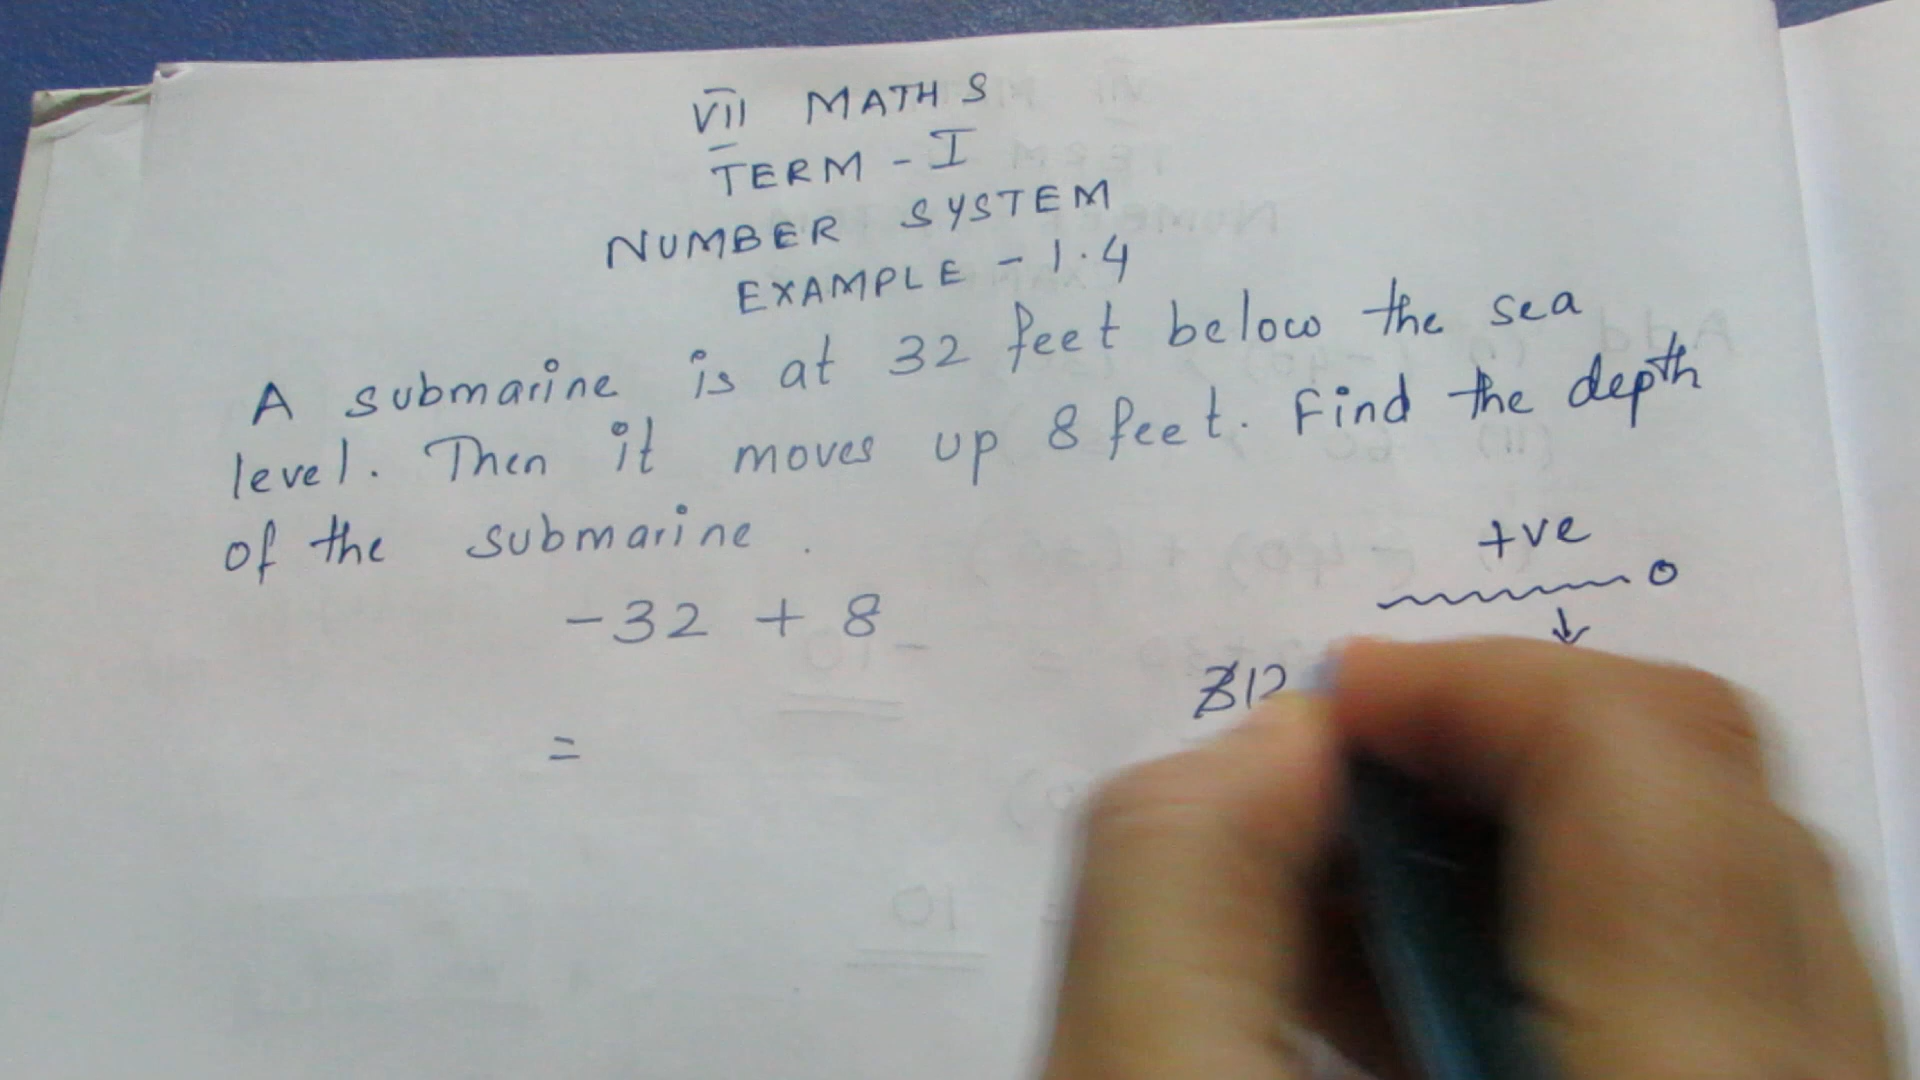 VII MATHS
TERM - I
NUMBER SYSTEM
EXAMPLE - 1.4
A submarine is at 32 feet below the sea
level. Then it moves up 8 feet. Find the depth
of the submarine.
+ve
0
-32 + 8
=